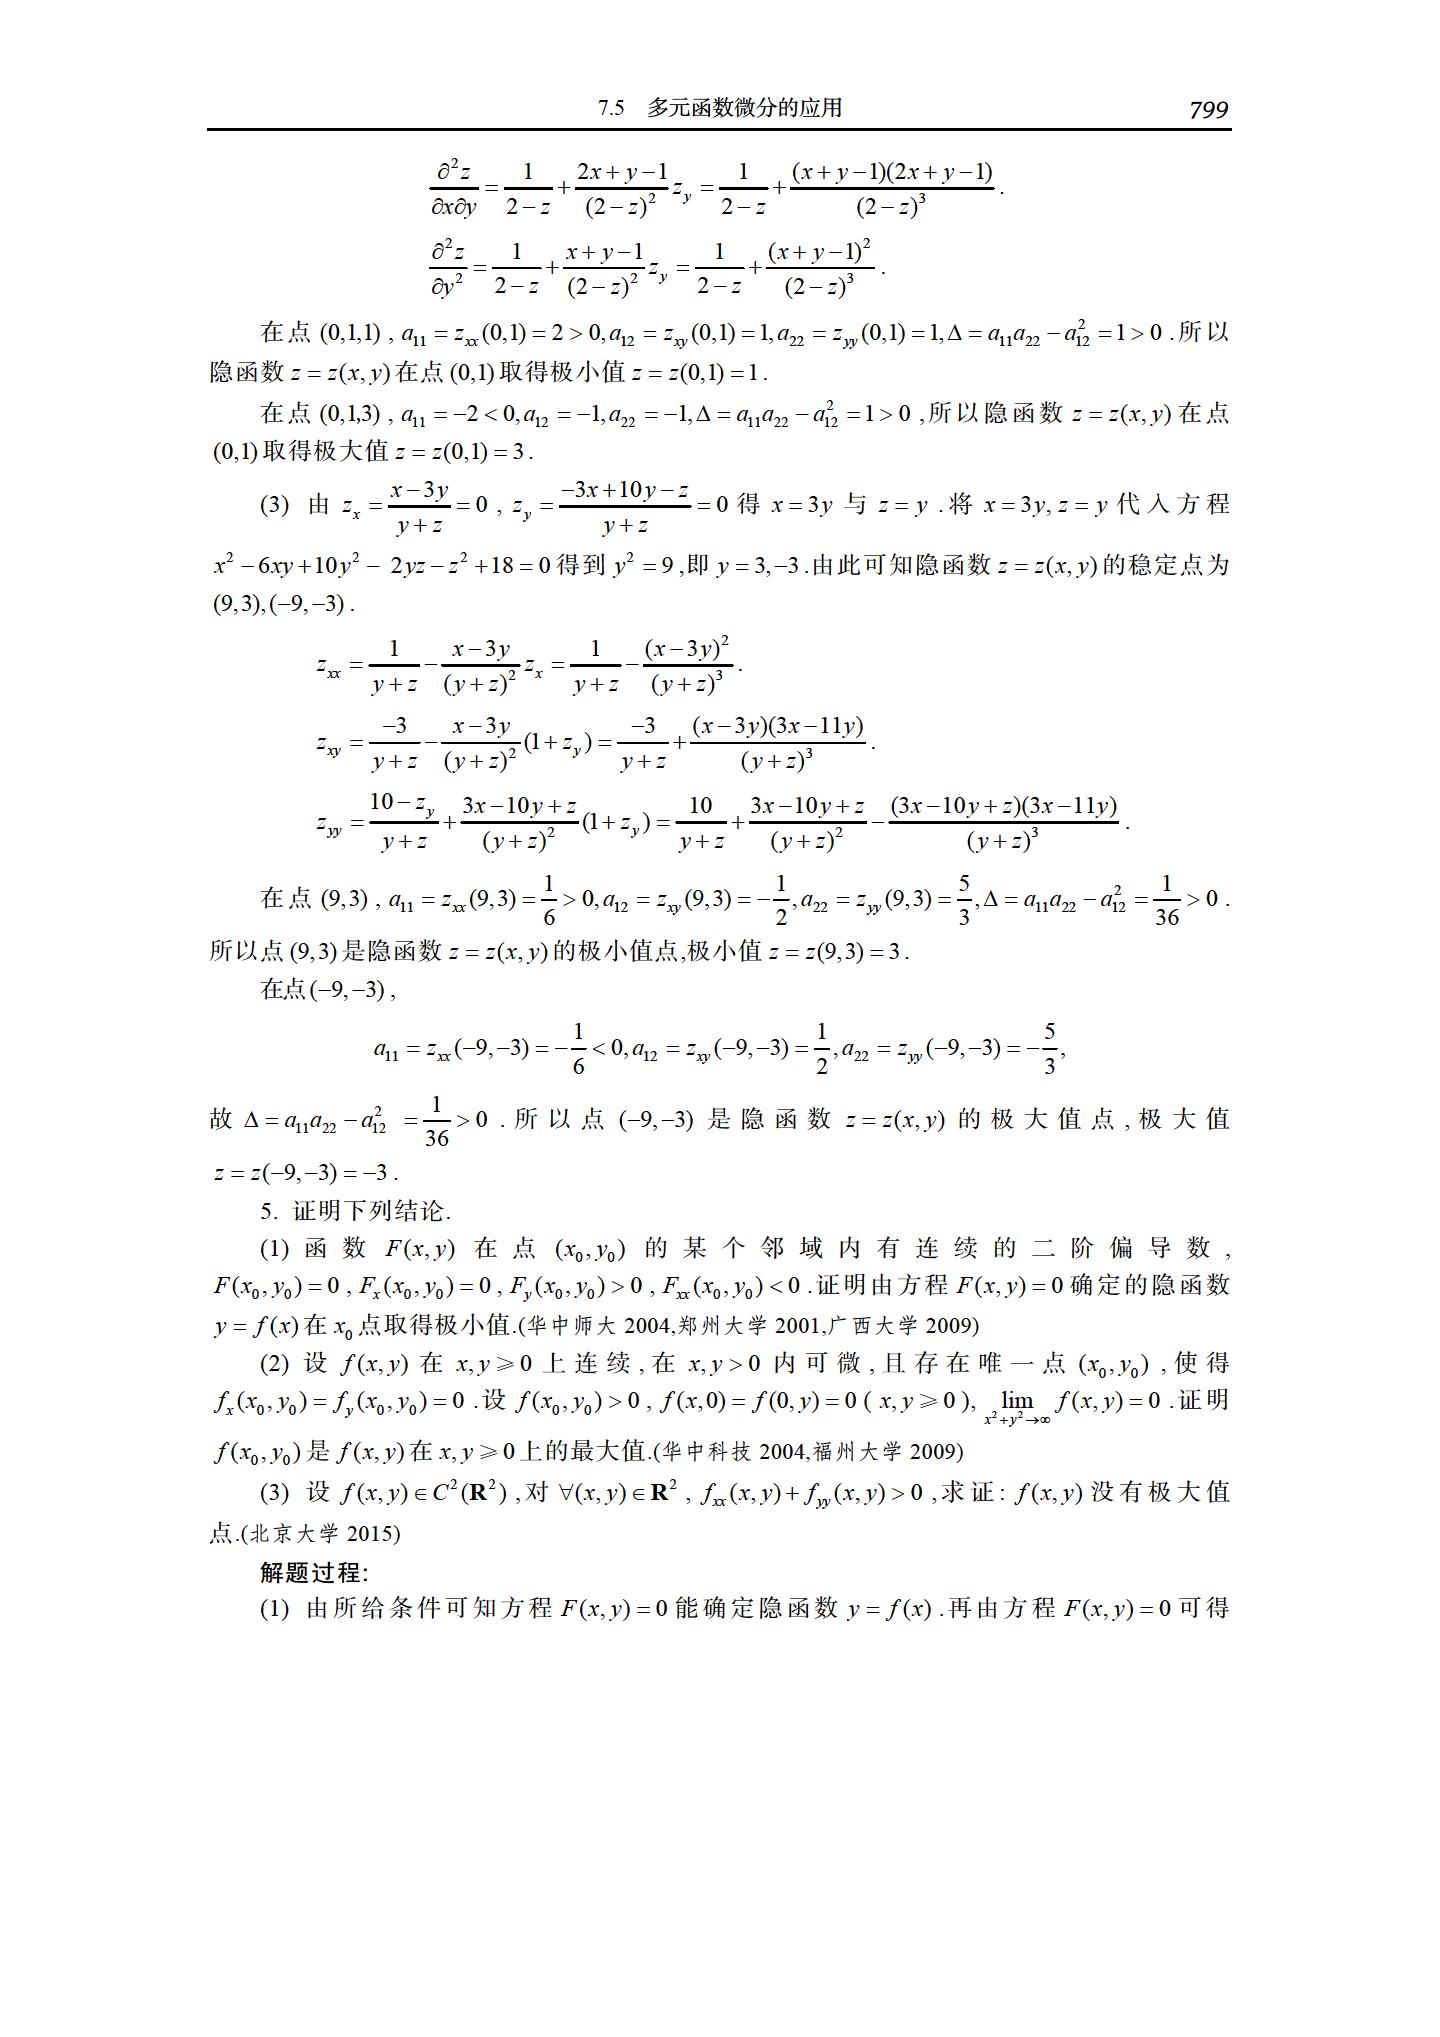 7.5 多元函数微分的应用 799
$\frac{\partial^2 z}{\partial x \partial y} = \frac{1}{2-z} + \frac{2x+y-1}{(2-z)^2} z_y = \frac{1}{2-z} + \frac{(x+y-1)(2x+y-1)}{(2-z)^3}$.
$\frac{\partial^2 z}{\partial y^2} = \frac{1}{2-z} + \frac{x+y-1}{(2-z)^2} z_y = \frac{1}{2-z} + \frac{(x+y-1)^2}{(2-z)^3}$.
在点 $(0,1,1)$ , $a_{11} = z_{xx}(0,1) = 2 > 0, a_{12} = z_{xy}(0,1) = 1, a_{22} = z_{yy}(0,1) = 1, \Delta = a_{11}a_{22} - a_{12}^2 = 1 > 0$ .所以
隐函数 $z = z(x,y)$ 在点 $(0,1)$ 取得极小值 $z = z(0,1) = 1$.
在点 $(0,1,3)$ , $a_{11} = -2 < 0, a_{12} = -1, a_{22} = -1, \Delta = a_{11}a_{22} - a_{12}^2 = 1 > 0$ ,所以隐函数 $z = z(x,y)$ 在点
$(0,1)$ 取得极大值 $z = z(0,1) = 3$.
(3) 由 $z_x = \frac{x-3y}{y+z} = 0$ , $z_y = \frac{-3x+10y-z}{y+z} = 0$ 得 $x = 3y$ 与 $z = y$ .将 $x = 3y, z = y$ 代入方程
$x^2 - 6xy + 10y^2 - 2yz - z^2 + 18 = 0$ 得到 $y^2 = 9$ ,即 $y = 3, -3$ .由此可知隐函数 $z = z(x,y)$ 的稳定点为
$(9,3), (-9,-3)$.
$z_{xx} = \frac{1}{y+z} - \frac{x-3y}{(y+z)^2} z_x = \frac{1}{y+z} - \frac{(x-3y)^2}{(y+z)^3}$.
$z_{xy} = \frac{-3}{y+z} - \frac{x-3y}{(y+z)^2}(1+z_y) = \frac{-3}{y+z} + \frac{(x-3y)(3x-11y)}{(y+z)^3}$.
$z_{yy} = \frac{10-z_y}{y+z} + \frac{3x-10y+z}{(y+z)^2}(1+z_y) = \frac{10}{y+z} + \frac{3x-10y+z}{(y+z)^2} - \frac{(3x-10y+z)(3x-11y)}{(y+z)^3}$.
在点 $(9,3)$ , $a_{11} = z_{xx}(9,3) = \frac{1}{6} > 0, a_{12} = z_{xy}(9,3) = -\frac{1}{2}, a_{22} = z_{yy}(9,3) = \frac{5}{3}, \Delta = a_{11}a_{22} - a_{12}^2 = \frac{1}{36} > 0$ .
所以点 $(9,3)$ 是隐函数 $z = z(x,y)$ 的极小值点,极小值 $z = z(9,3) = 3$.
在点 $(-9,-3)$ ,
$a_{11} = z_{xx}(-9,-3) = -\frac{1}{6} < 0, a_{12} = z_{xy}(-9,-3) = \frac{1}{2}, a_{22} = z_{yy}(-9,-3) = -\frac{5}{3}$,
故 $\Delta = a_{11}a_{22} - a_{12}^2 = \frac{1}{36} > 0$ .所以点 $(-9,-3)$ 是隐函数 $z = z(x,y)$ 的极大值点,极大值
$z = z(-9,-3) = -3$.
5. 证明下列结论.
(1) 函数 $F(x,y)$ 在点 $(x_0,y_0)$ 的某个邻域内有连续的二阶偏导数,
$F(x_0,y_0) = 0$ , $F_x(x_0,y_0) = 0$ , $F_y(x_0,y_0) > 0$ , $F_{xx}(x_0,y_0) < 0$ .证明由方程 $F(x,y) = 0$ 确定的隐函数
$y = f(x)$ 在 $x_0$ 点取得极小值.(华中师大 2004,郑州大学 2001,广西大学 2009)
(2) 设 $f(x,y)$ 在 $x,y \geqslant 0$ 上连续,在 $x,y > 0$ 内可微,且存在唯一点 $(x_0,y_0)$ ,使得
$f_x(x_0,y_0) = f_y(x_0,y_0) = 0$ .设 $f(x_0,y_0) > 0$ , $f(x,0) = f(0,y) = 0$ ( $x,y \geqslant 0$ ), $\lim_{x^2+y^2 \to \infty} f(x,y) = 0$ .证明
$f(x_0,y_0)$ 是 $f(x,y)$ 在 $x,y \geqslant 0$ 上的最大值.(华中科技 2004,福州大学 2009)
(3) 设 $f(x,y) \in C^2(\mathbf{R}^2)$ ,对 $\forall (x,y) \in \mathbf{R}^2$ , $f_{xx}(x,y) + f_{yy}(x,y) > 0$ ,求证: $f(x,y)$ 没有极大值
点.(北京大学 2015)
解题过程:
(1) 由所给条件可知方程 $F(x,y) = 0$ 能确定隐函数 $y = f(x)$ .再由方程 $F(x,y) = 0$ 可得